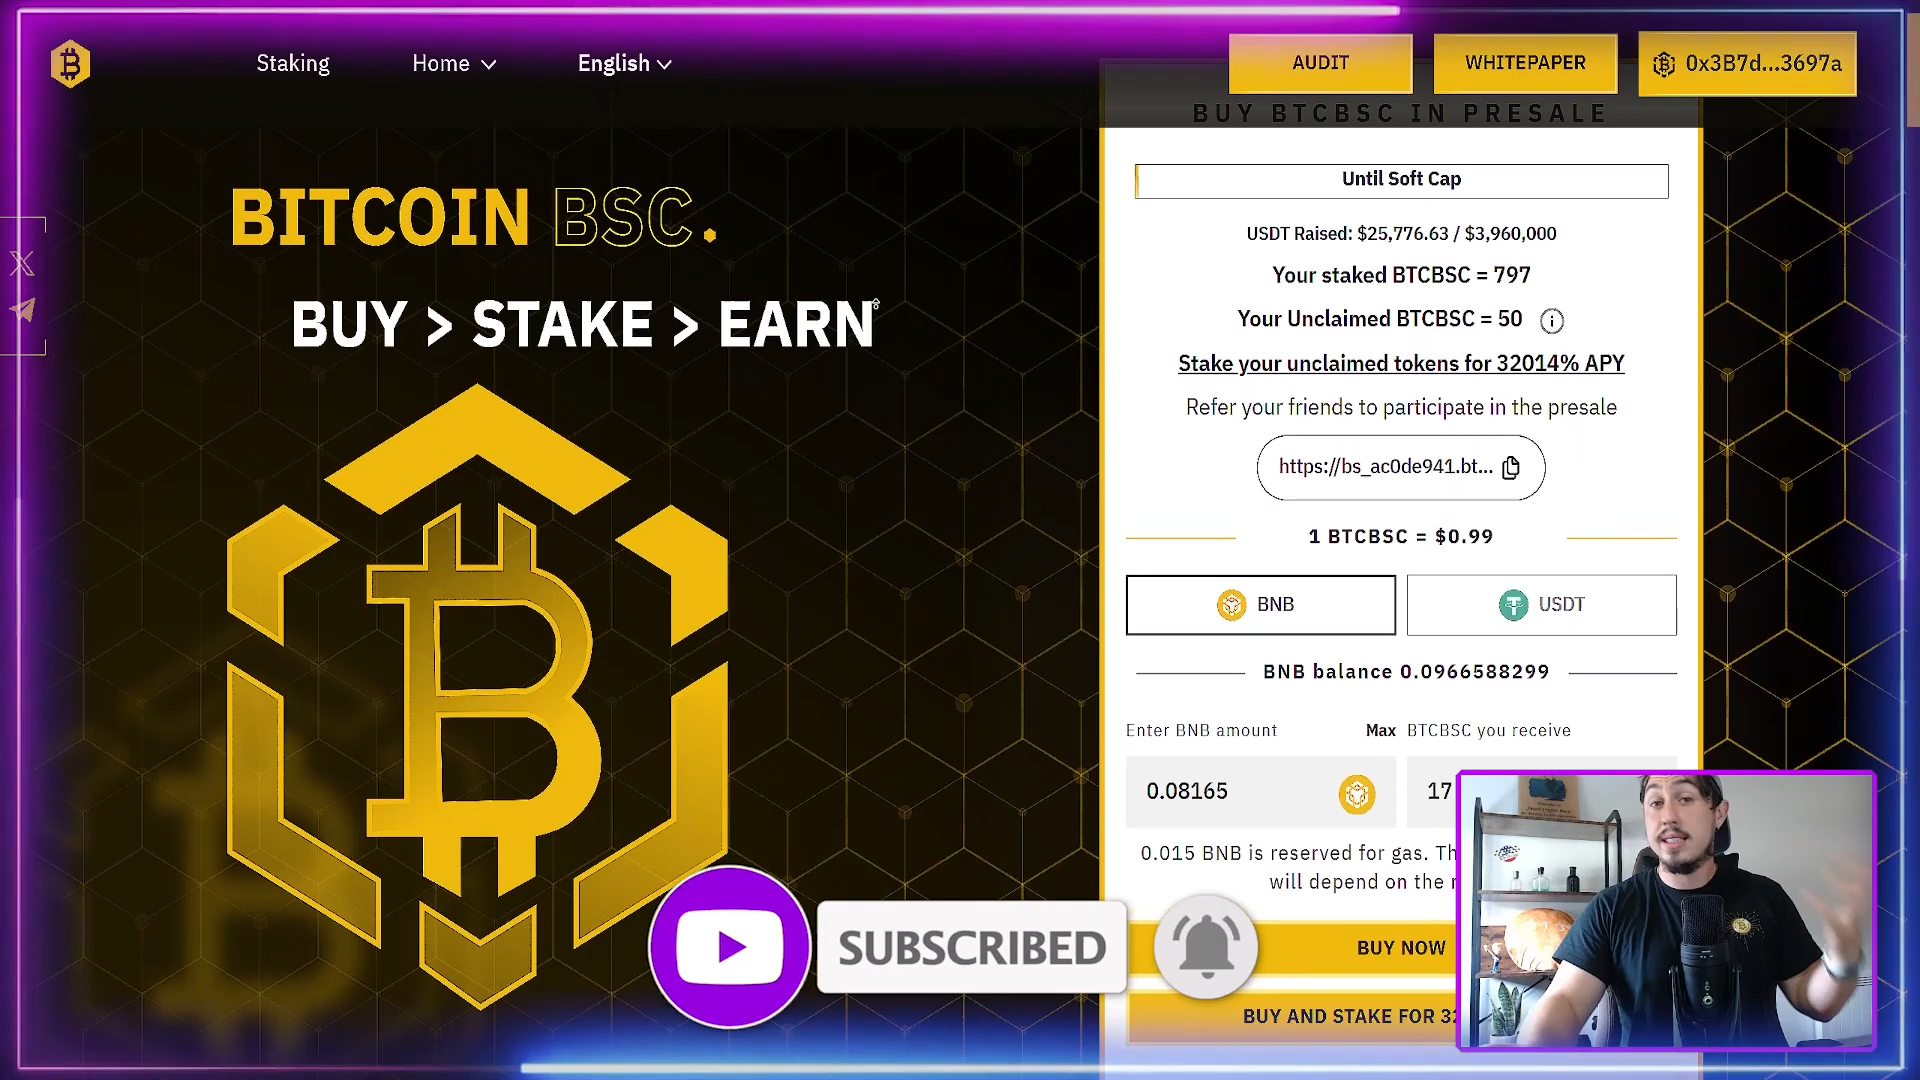 Staking
Home
English
AUDIT
WHITEPAPER
0x3B7d...3697a
BUY BTCBSC IN PRESALE
BITCOIN BSC.
BUY > STAKE > EARN
Until Soft Cap
USDT Raised: $25,776.63 / $3,960,000
Your staked BTCBSC = 797
Your Unclaimed BTCBSC = 50
Stake your unclaimed tokens for 32014% APY
Refer your friends to participate in the presale
https://bs_ac0de941.bt...
1 BTCBSC = $0.99
BNB
USDT
BNB balance 0.0966588299
Enter BNB amount
Max
BTCBSC you receive
0.08165
17
0.015 BNB is reserved for gas. Th
will depend on the
BUY NOW
BUY AND STAKE FOR 32
SUBSCRIBED